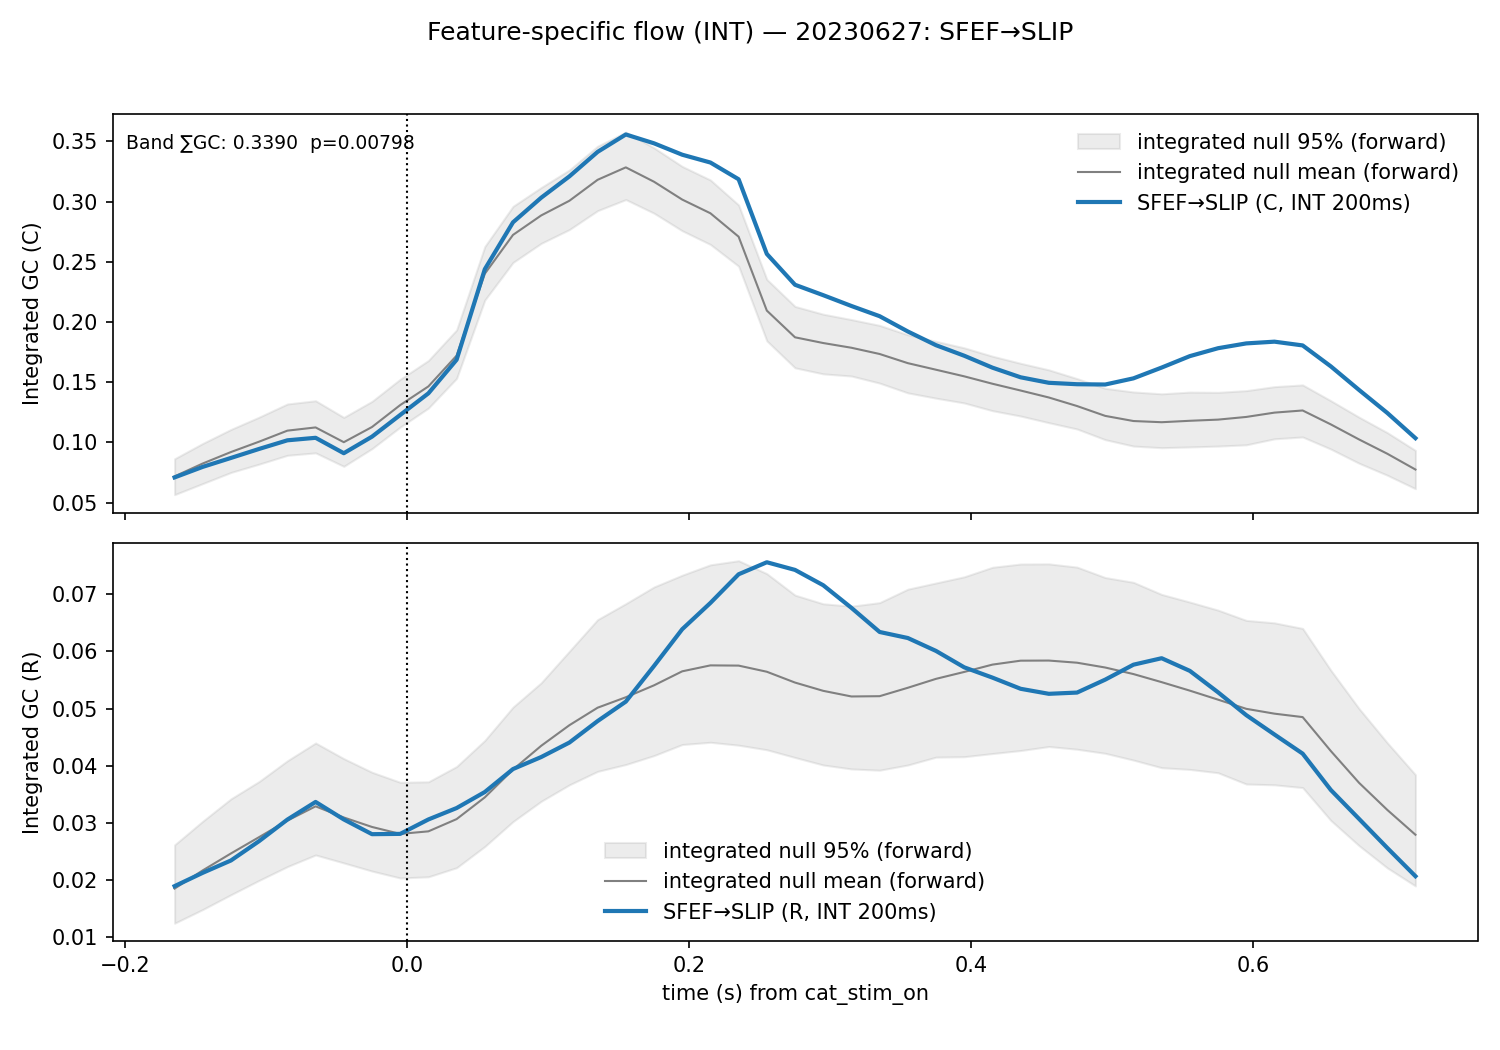 Feature-specific flow (INT) — 20230627: SFEF→SLIP
Band ∑GC: 0.3390 p=0.00798
integrated null 95% (forward)
integrated null mean (forward)
SFEF→SLIP (C, INT 200ms)
Integrated GC (C)
0.35
0.30
0.25
0.20
0.15
0.10
0.05
Integrated GC (R)
0.07
0.06
0.05
0.04
0.03
0.02
0.01
integrated null 95% (forward)
integrated null mean (forward)
SFEF→SLIP (R, INT 200ms)
−0.2 0.0 0.2 0.4 0.6
time (s) from cat_stim_on